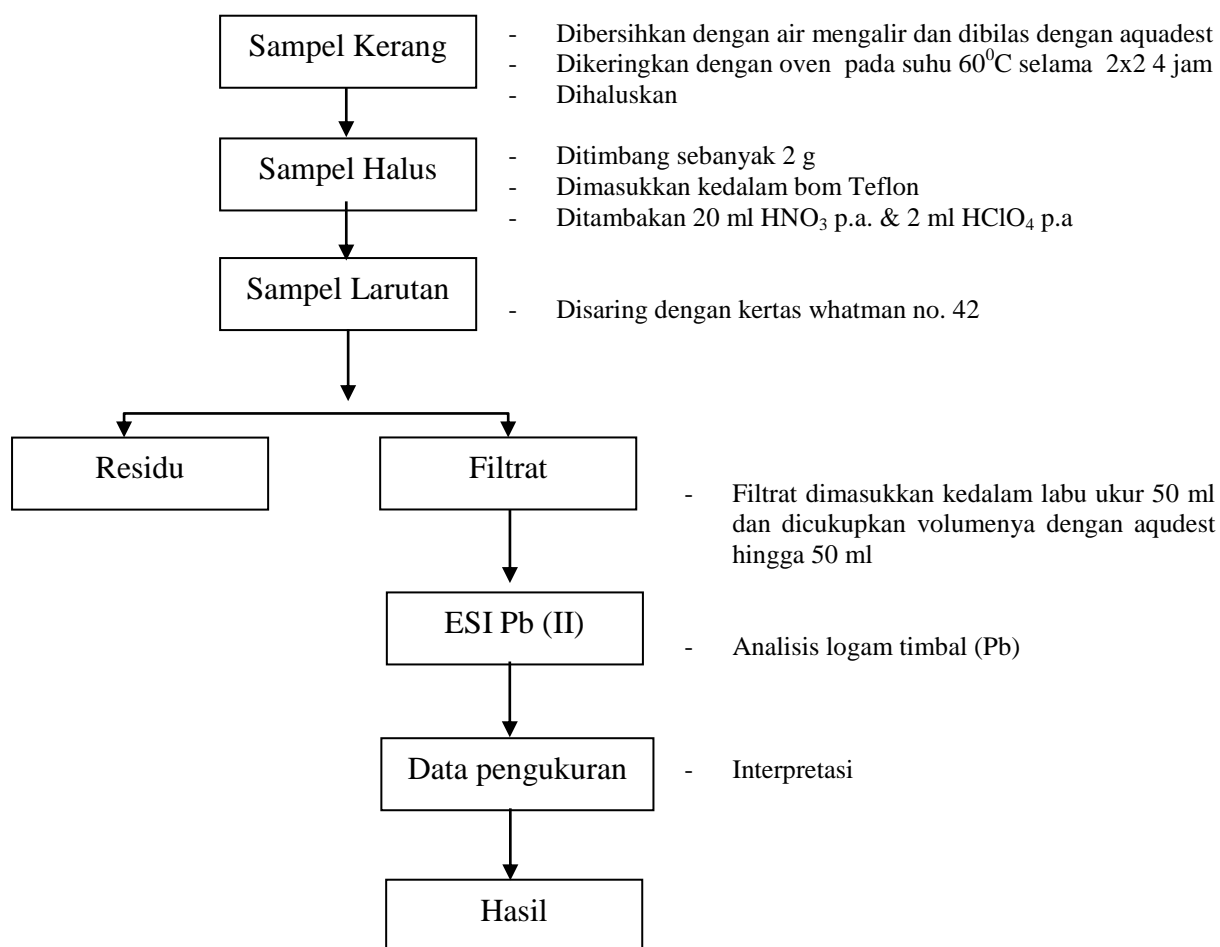 Sampel Kerang
- Dibersihkan dengan air mengalir dan dibilas dengan aquadest
- Dikeringkan dengan oven pada suhu 60⁰C selama 2x2 4 jam
- Dihaluskan
Sampel Halus
- Ditimbang sebanyak 2 g
- Dimasukkan kedalam bom Teflon
- Ditambakan 20 ml HNO₃ p.a. & 2 ml HClO₄ p.a
Sampel Larutan
- Disaring dengan kertas whatman no. 42
Residu
Filtrat
- Filtrat dimasukkan kedalam labu ukur 50 ml
dan dicukupkan volumenya dengan aqudest
hingga 50 ml
ESI Pb (II)
- Analisis logam timbal (Pb)
Data pengukuran
- Interpretasi
Hasil